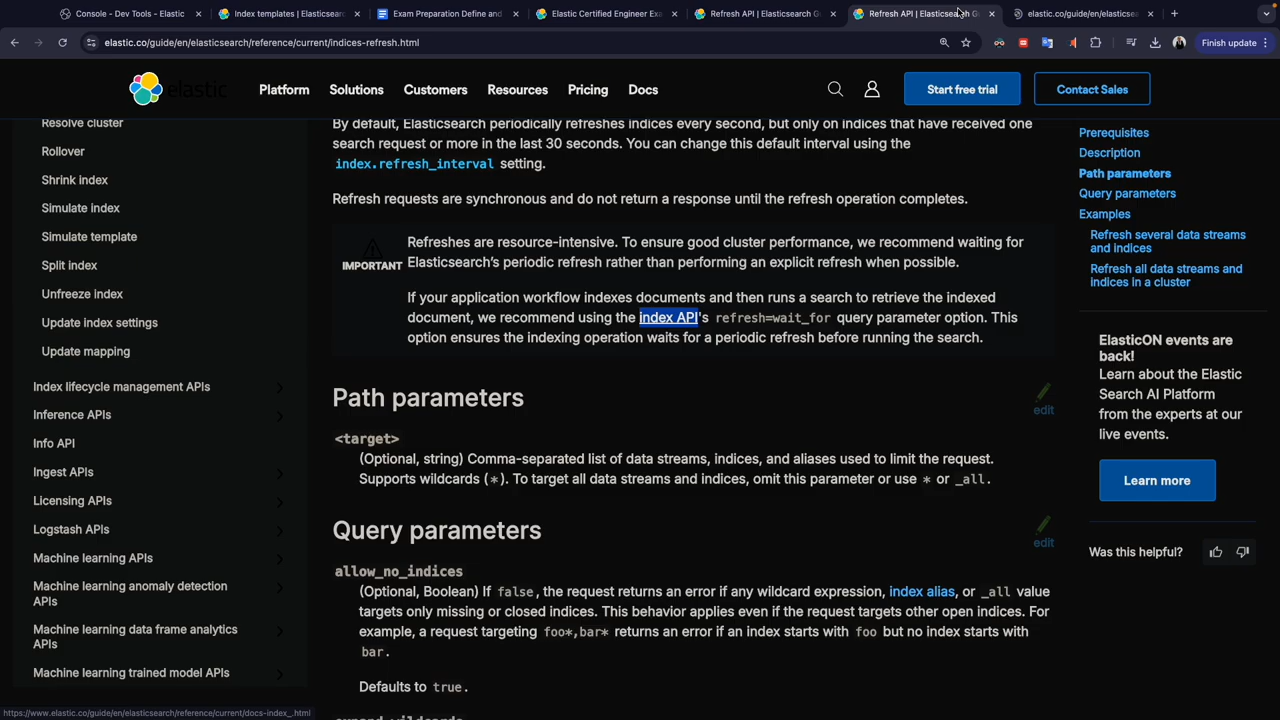 Console - Dev Tools - Elastic
Index templates | Elasticsearc
Exam Preparation Define and
Elastic Certified Engineer Exa
Refresh API | Elasticsearch G
Refresh API | Elasticsearch G
elastic.co/guide/en/elasticsea
elastic.co/guide/en/elasticsearch/reference/current/indices-refresh.html
Finish update
elastic
Platform
Solutions
Customers
Resources
Pricing
Docs
Start free trial
Contact Sales
Resolve cluster
Rollover
Shrink index
Simulate index
Simulate template
Split index
Unfreeze index
Update index settings
Update mapping
Index lifecycle management APIs
Inference APIs
Info API
Ingest APIs
Licensing APIs
Logstash APIs
Machine learning APIs
Machine learning anomaly detection
APIs
Machine learning data frame analytics
APIs
Machine learning trained model APIs
By default, Elasticsearch periodically refreshes indices every second, but only on indices that have received one
search request or more in the last 30 seconds. You can change this default interval using the
index.refresh_interval setting.
Refresh requests are synchronous and do not return a response until the refresh operation completes.
IMPORTANT
Refreshes are resource-intensive. To ensure good cluster performance, we recommend waiting for
Elasticsearch's periodic refresh rather than performing an explicit refresh when possible.
If your application workflow indexes documents and then runs a search to retrieve the indexed
document, we recommend using the index API's refresh=wait_for query parameter option. This
option ensures the indexing operation waits for a periodic refresh before running the search.
Path parameters
edit
<target>
(Optional, string) Comma-separated list of data streams, indices, and aliases used to limit the request.
Supports wildcards (*). To target all data streams and indices, omit this parameter or use * or _all.
Query parameters
edit
allow_no_indices
(Optional, Boolean) If false, the request returns an error if any wildcard expression, index alias, or _all value
targets only missing or closed indices. This behavior applies even if the request targets other open indices. For
example, a request targeting foo*,bar* returns an error if an index starts with foo but no index starts with
bar.
Defaults to true.
expand_wildcards
Prerequisites
Description
Path parameters
Query parameters
Examples
Refresh several data streams
and indices
Refresh all data streams and
indices in a cluster
ElasticON events are
back!
Learn about the Elastic
Search AI Platform
from the experts at our
live events.
Learn more
Was this helpful?
https://www.elastic.co/guide/en/elasticsearch/reference/current/docs-index_.html